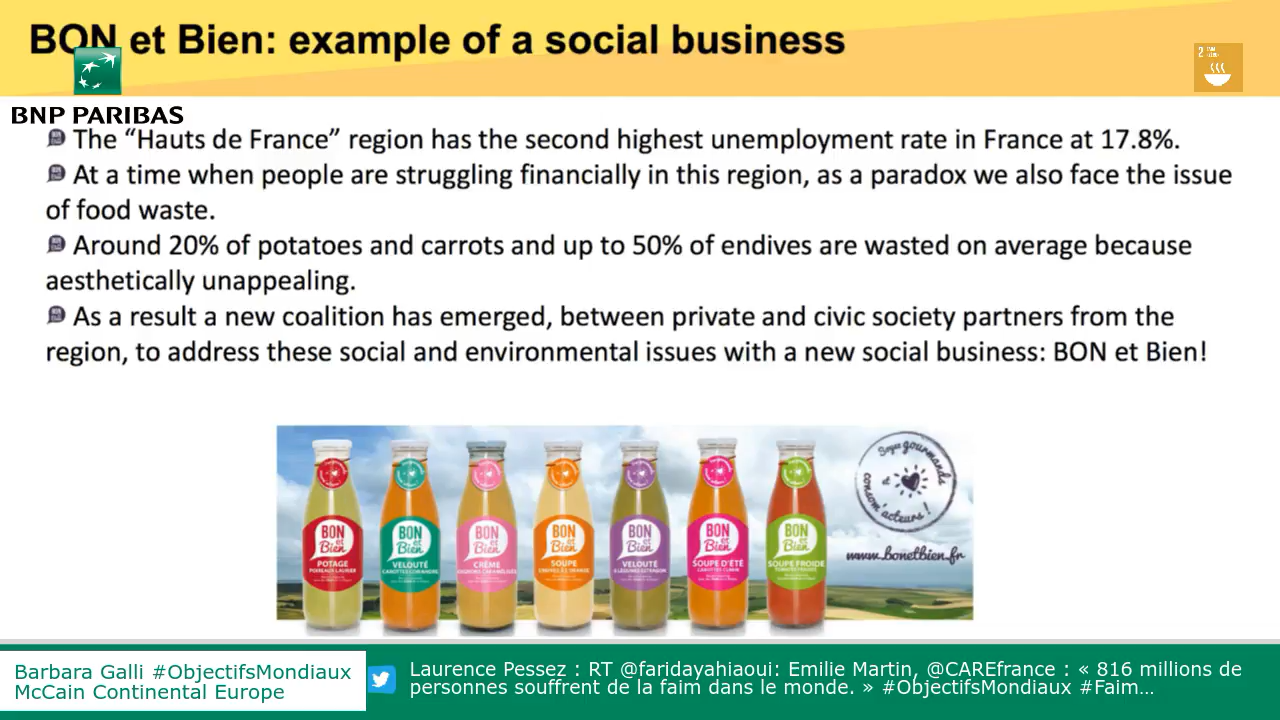 BON et Bien: example of a social business
BNP PARIBAS
The “Hauts de France” region has the second highest unemployment rate in France at 17.8%.
At a time when people are struggling financially in this region, as a paradox we also face the issue
of food waste.
Around 20% of potatoes and carrots and up to 50% of endives are wasted on average because
aesthetically unappealing.
As a result a new coalition has emerged, between private and civic society partners from the
region, to address these social and environmental issues with a new social business: BON et Bien!
Soyez gourmands
et
consom'acteurs !
www.bonetbien.fr
BON et Bien
POTAGE
BON et Bien
VELOUTÉ
BON et Bien
CRÈME
BON et Bien
SOUPE
BON et Bien
VELOUTÉ
BON et Bien
SOUPE D'ÉTÉ
BON et Bien
SOUPE FROIDE
Barbara Galli #ObjectifsMondiaux
McCain Continental Europe
Laurence Pessez : RT @faridayahiaoui: Emilie Martin, @CAREfrance : « 816 millions de
personnes souffrent de la faim dans le monde. » #ObjectifsMondiaux #Faim...